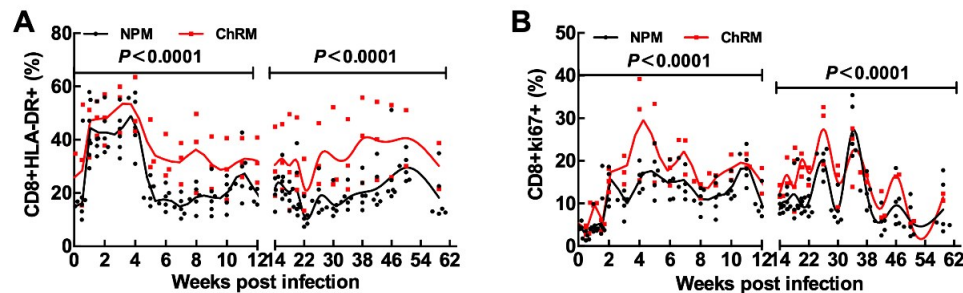 A
NPM ChRM
P<0.0001 P<0.0001
CD8+HLA-DR+ (%)
80
60
40
20
0
0 2 4 6 8 10 12 14 22 30 38 46 54 62
Weeks post infection
B
NPM ChRM
P<0.0001 P<0.0001
CD8+ki67+ (%)
50
40
30
20
10
0
0 2 4 6 8 10 12 14 22 30 38 46 54 62
Weeks post infection